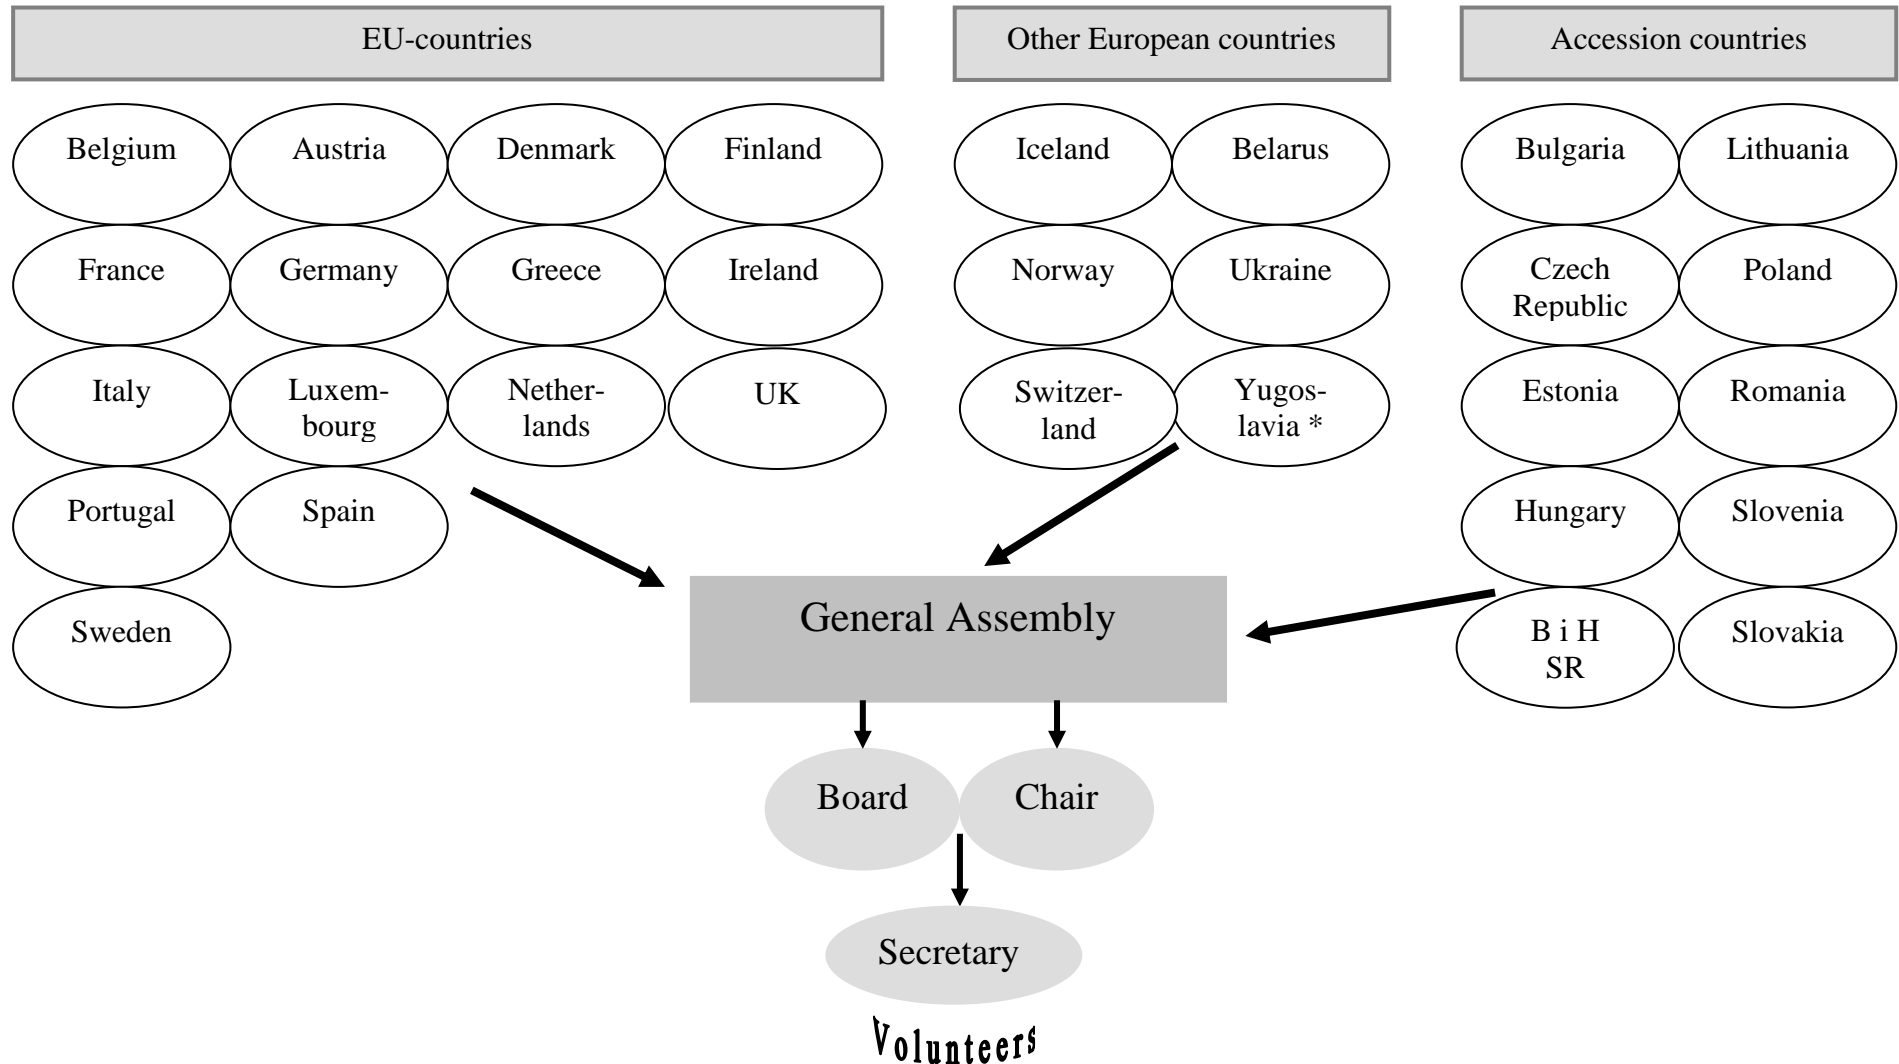 EU-countries
Other European countries
Accession countries
Belgium
Austria
Denmark
Finland
France
Germany
Greece
Ireland
Italy
Luxem-
bourg
Nether-
lands
UK
Portugal
Spain
Sweden
Iceland
Belarus
Norway
Ukraine
Switzer-
land
Yugos-
lavia *
Bulgaria
Lithuania
Czech
Republic
Poland
Estonia
Romania
Hungary
Slovenia
B i H
SR
Slovakia
General Assembly
Board
Chair
Secretary
Volunteers